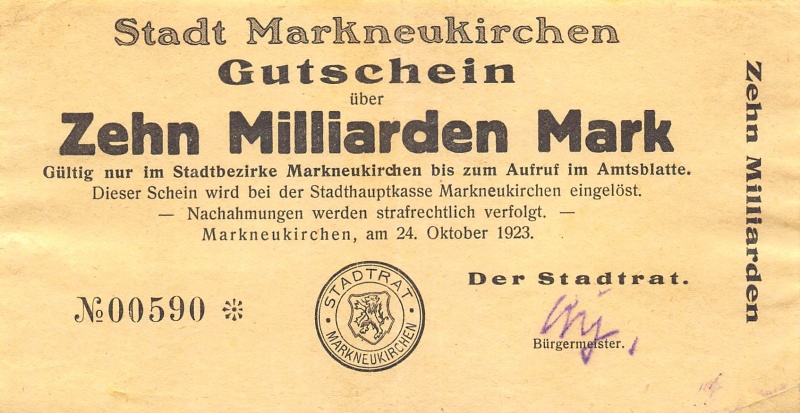 Stadt Markneukirchen
Gutschein
über
Zehn Milliarden Mark
Gültig nur im Stadtbezirke Markneukirchen bis zum Aufruf im Amtsblatte.
Dieser Schein wird bei der Stadthauptkasse Markneukirchen eingelöst.
— Nachahmungen werden strafrechtlich verfolgt. —
Markneukirchen, am 24. Oktober 1923.
Der Stadtrat.
№00590 ❊
· STADTRAT ·
MARKNEUKIRCHEN
Bürgermeister.
Zehn Milliarden